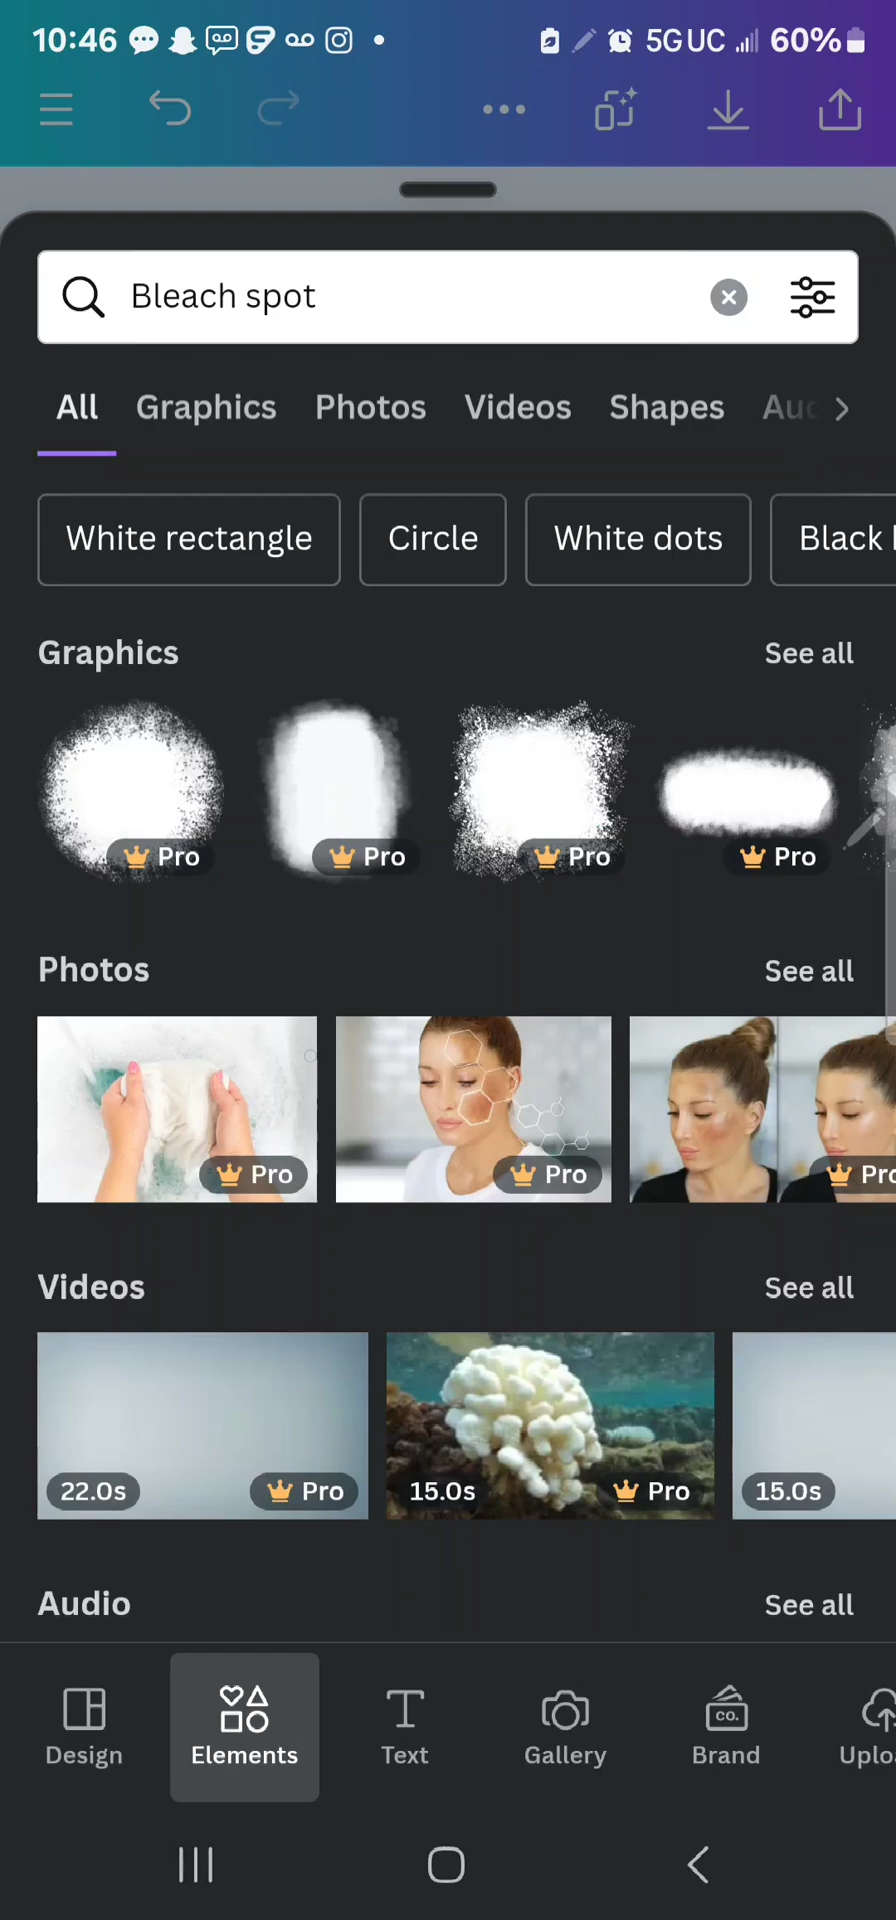 10:46 5G UC 60%
Bleach spot
All Graphics Photos Videos Shapes
White rectangle Circle White dots Black
Graphics See all
Pro Pro Pro Pro
Photos See all
Pro Pro Pro
Videos See all
22.0s Pro 15.0s Pro 15.0s
Audio See all
co.
Design Elements Text Gallery Brand